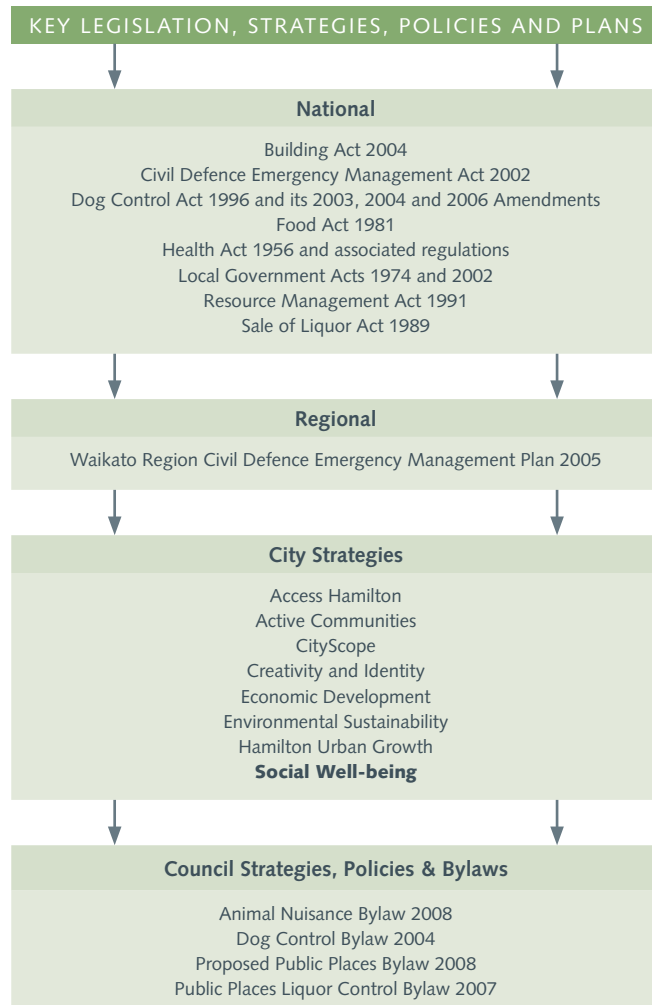 KEY LEGISLATION, STRATEGIES, POLICIES AND PLANS
National
Building Act 2004
Civil Defence Emergency Management Act 2002
Dog Control Act 1996 and its 2003, 2004 and 2006 Amendments
Food Act 1981
Health Act 1956 and associated regulations
Local Government Acts 1974 and 2002
Resource Management Act 1991
Sale of Liquor Act 1989
Regional
Waikato Region Civil Defence Emergency Management Plan 2005
City Strategies
Access Hamilton
Active Communities
CityScope
Creativity and Identity
Economic Development
Environmental Sustainability
Hamilton Urban Growth
Social Well-being
Council Strategies, Policies & Bylaws
Animal Nuisance Bylaw 2008
Dog Control Bylaw 2004
Proposed Public Places Bylaw 2008
Public Places Liquor Control Bylaw 2007